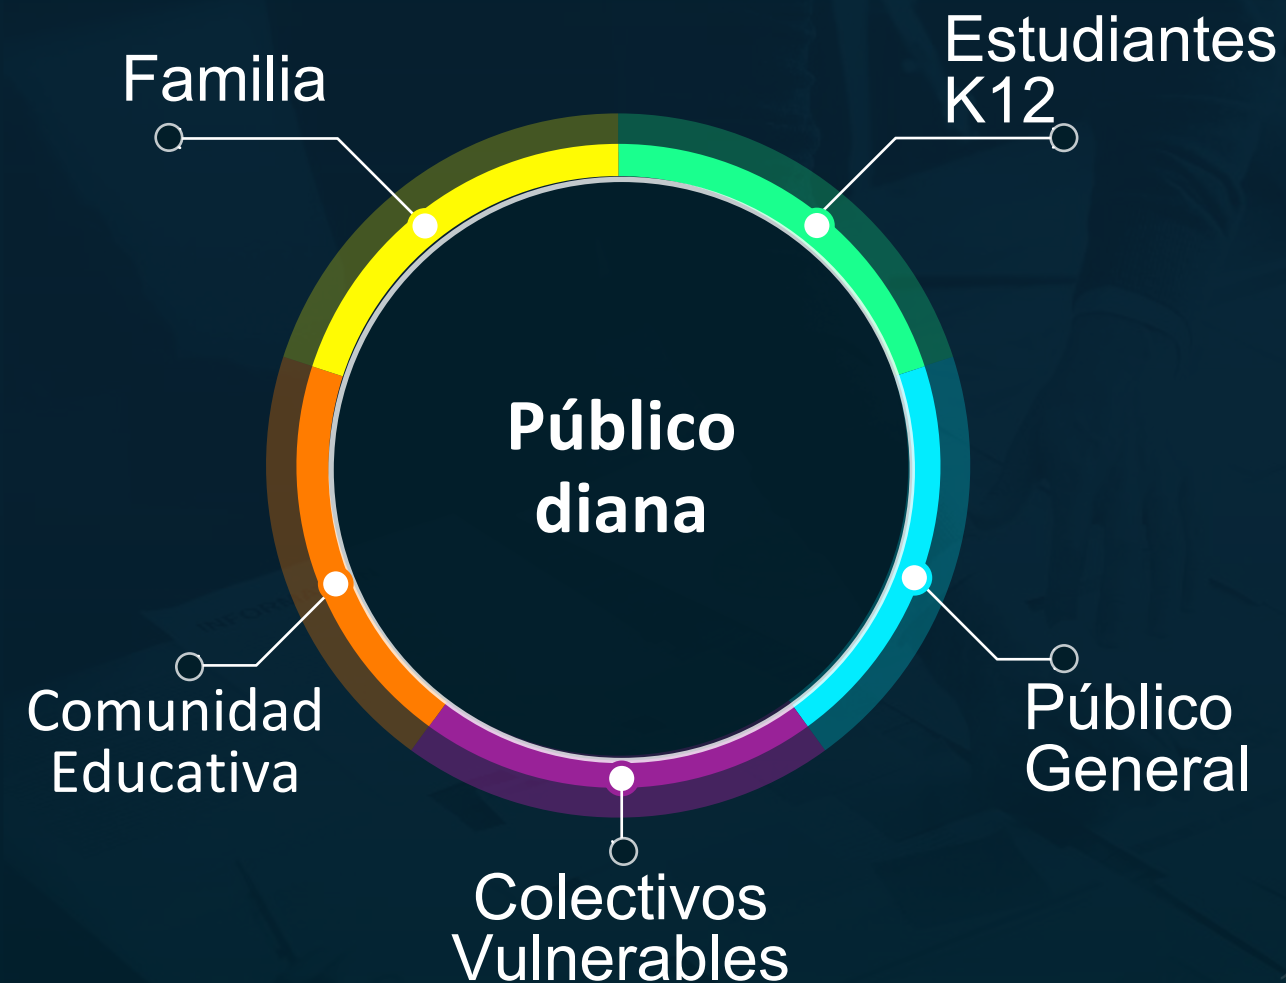 Familia
Estudiantes
K12
Público
diana
Comunidad
Educativa
Público
General
Colectivos
Vulnerables